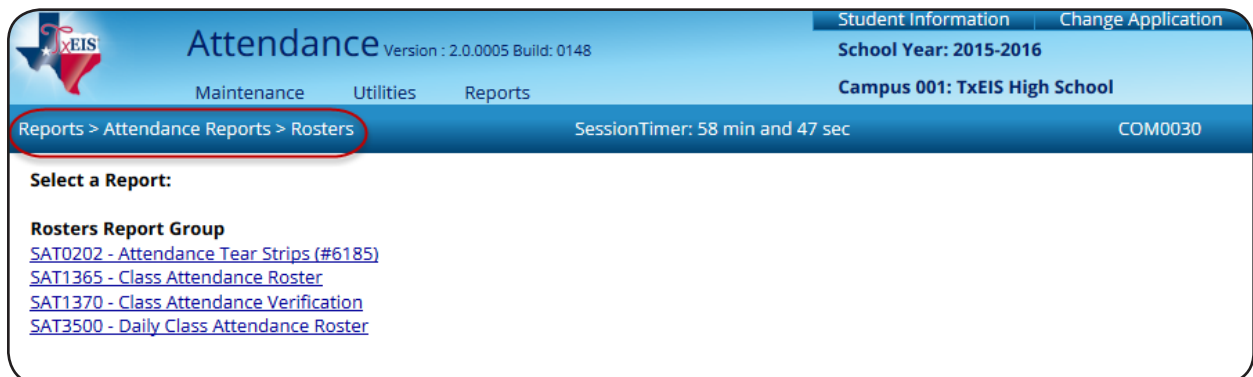 TxEIS
Attendance Version : 2.0.0005 Build: 0148
Student Information Change Application
School Year: 2015-2016
Campus 001: TxEIS High School
Maintenance Utilities Reports
Reports > Attendance Reports > Rosters SessionTimer: 58 min and 47 sec COM0030
Select a Report:
Rosters Report Group
SAT0202 - Attendance Tear Strips (#6185)
SAT1365 - Class Attendance Roster
SAT1370 - Class Attendance Verification
SAT3500 - Daily Class Attendance Roster